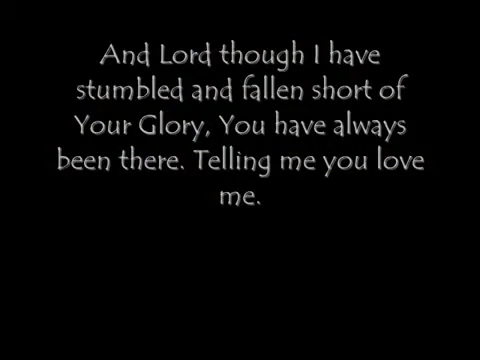 And Lord though I have
stumbled and fallen short of
Your Glory, You have always
been there. Telling me you love
me.